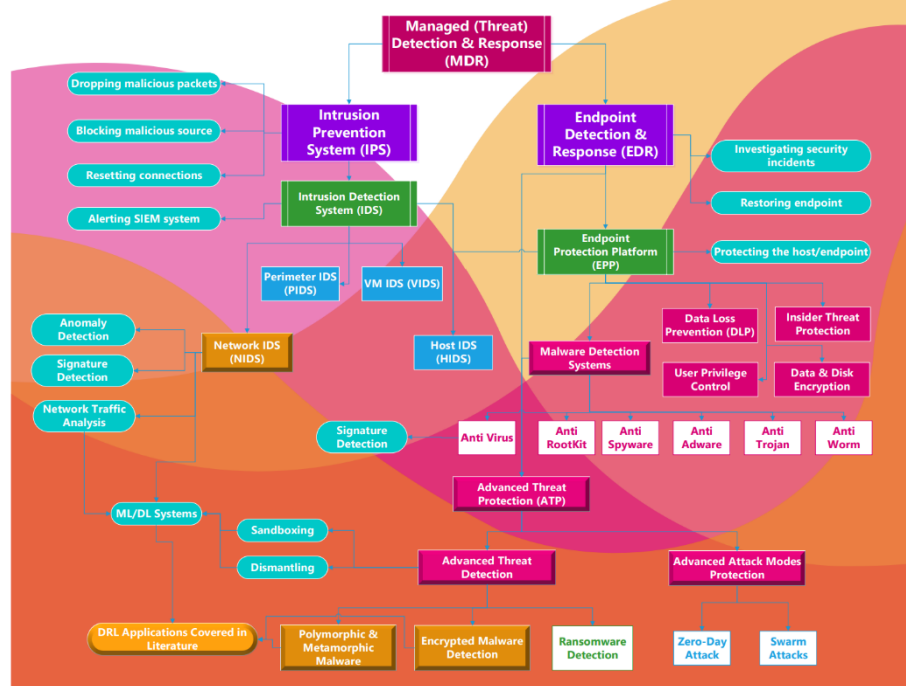 Managed (Threat)
Detection & Response
(MDR)
Dropping malicious packets
Blocking malicious source
Resetting connections
Alerting SIEM system
Intrusion
Prevention
System (IPS)
Endpoint
Detection &
Response (EDR)
Investigating security
incidents
Restoring endpoint
Intrusion Detection
System (IDS)
Endpoint
Protection Platform
(EPP)
Protecting the host/endpoint
Perimeter IDS
(PIDS)
VM IDS (VIDS)
Anomaly
Detection
Signature
Detection
Network Traffic
Analysis
Network IDS
(NIDS)
Host IDS
(HIDS)
Malware Detection
Systems
Data Loss
Prevention (DLP)
Insider Threat
Protection
User Privilege
Control
Data & Disk
Encryption
Signature
Detection
Anti Virus
Anti
RootKit
Anti
Spyware
Anti
Adware
Anti
Trojan
Anti
Worm
Advanced Threat
Protection (ATP)
ML/DL Systems
Sandboxing
Dismantling
Advanced Threat
Detection
Advanced Attack Modes
Protection
DRL Applications Covered in
Literature
Polymorphic &
Metamorphic
Malware
Encrypted Malware
Detection
Ransomware
Detection
Zero-Day
Attack
Swarm
Attacks